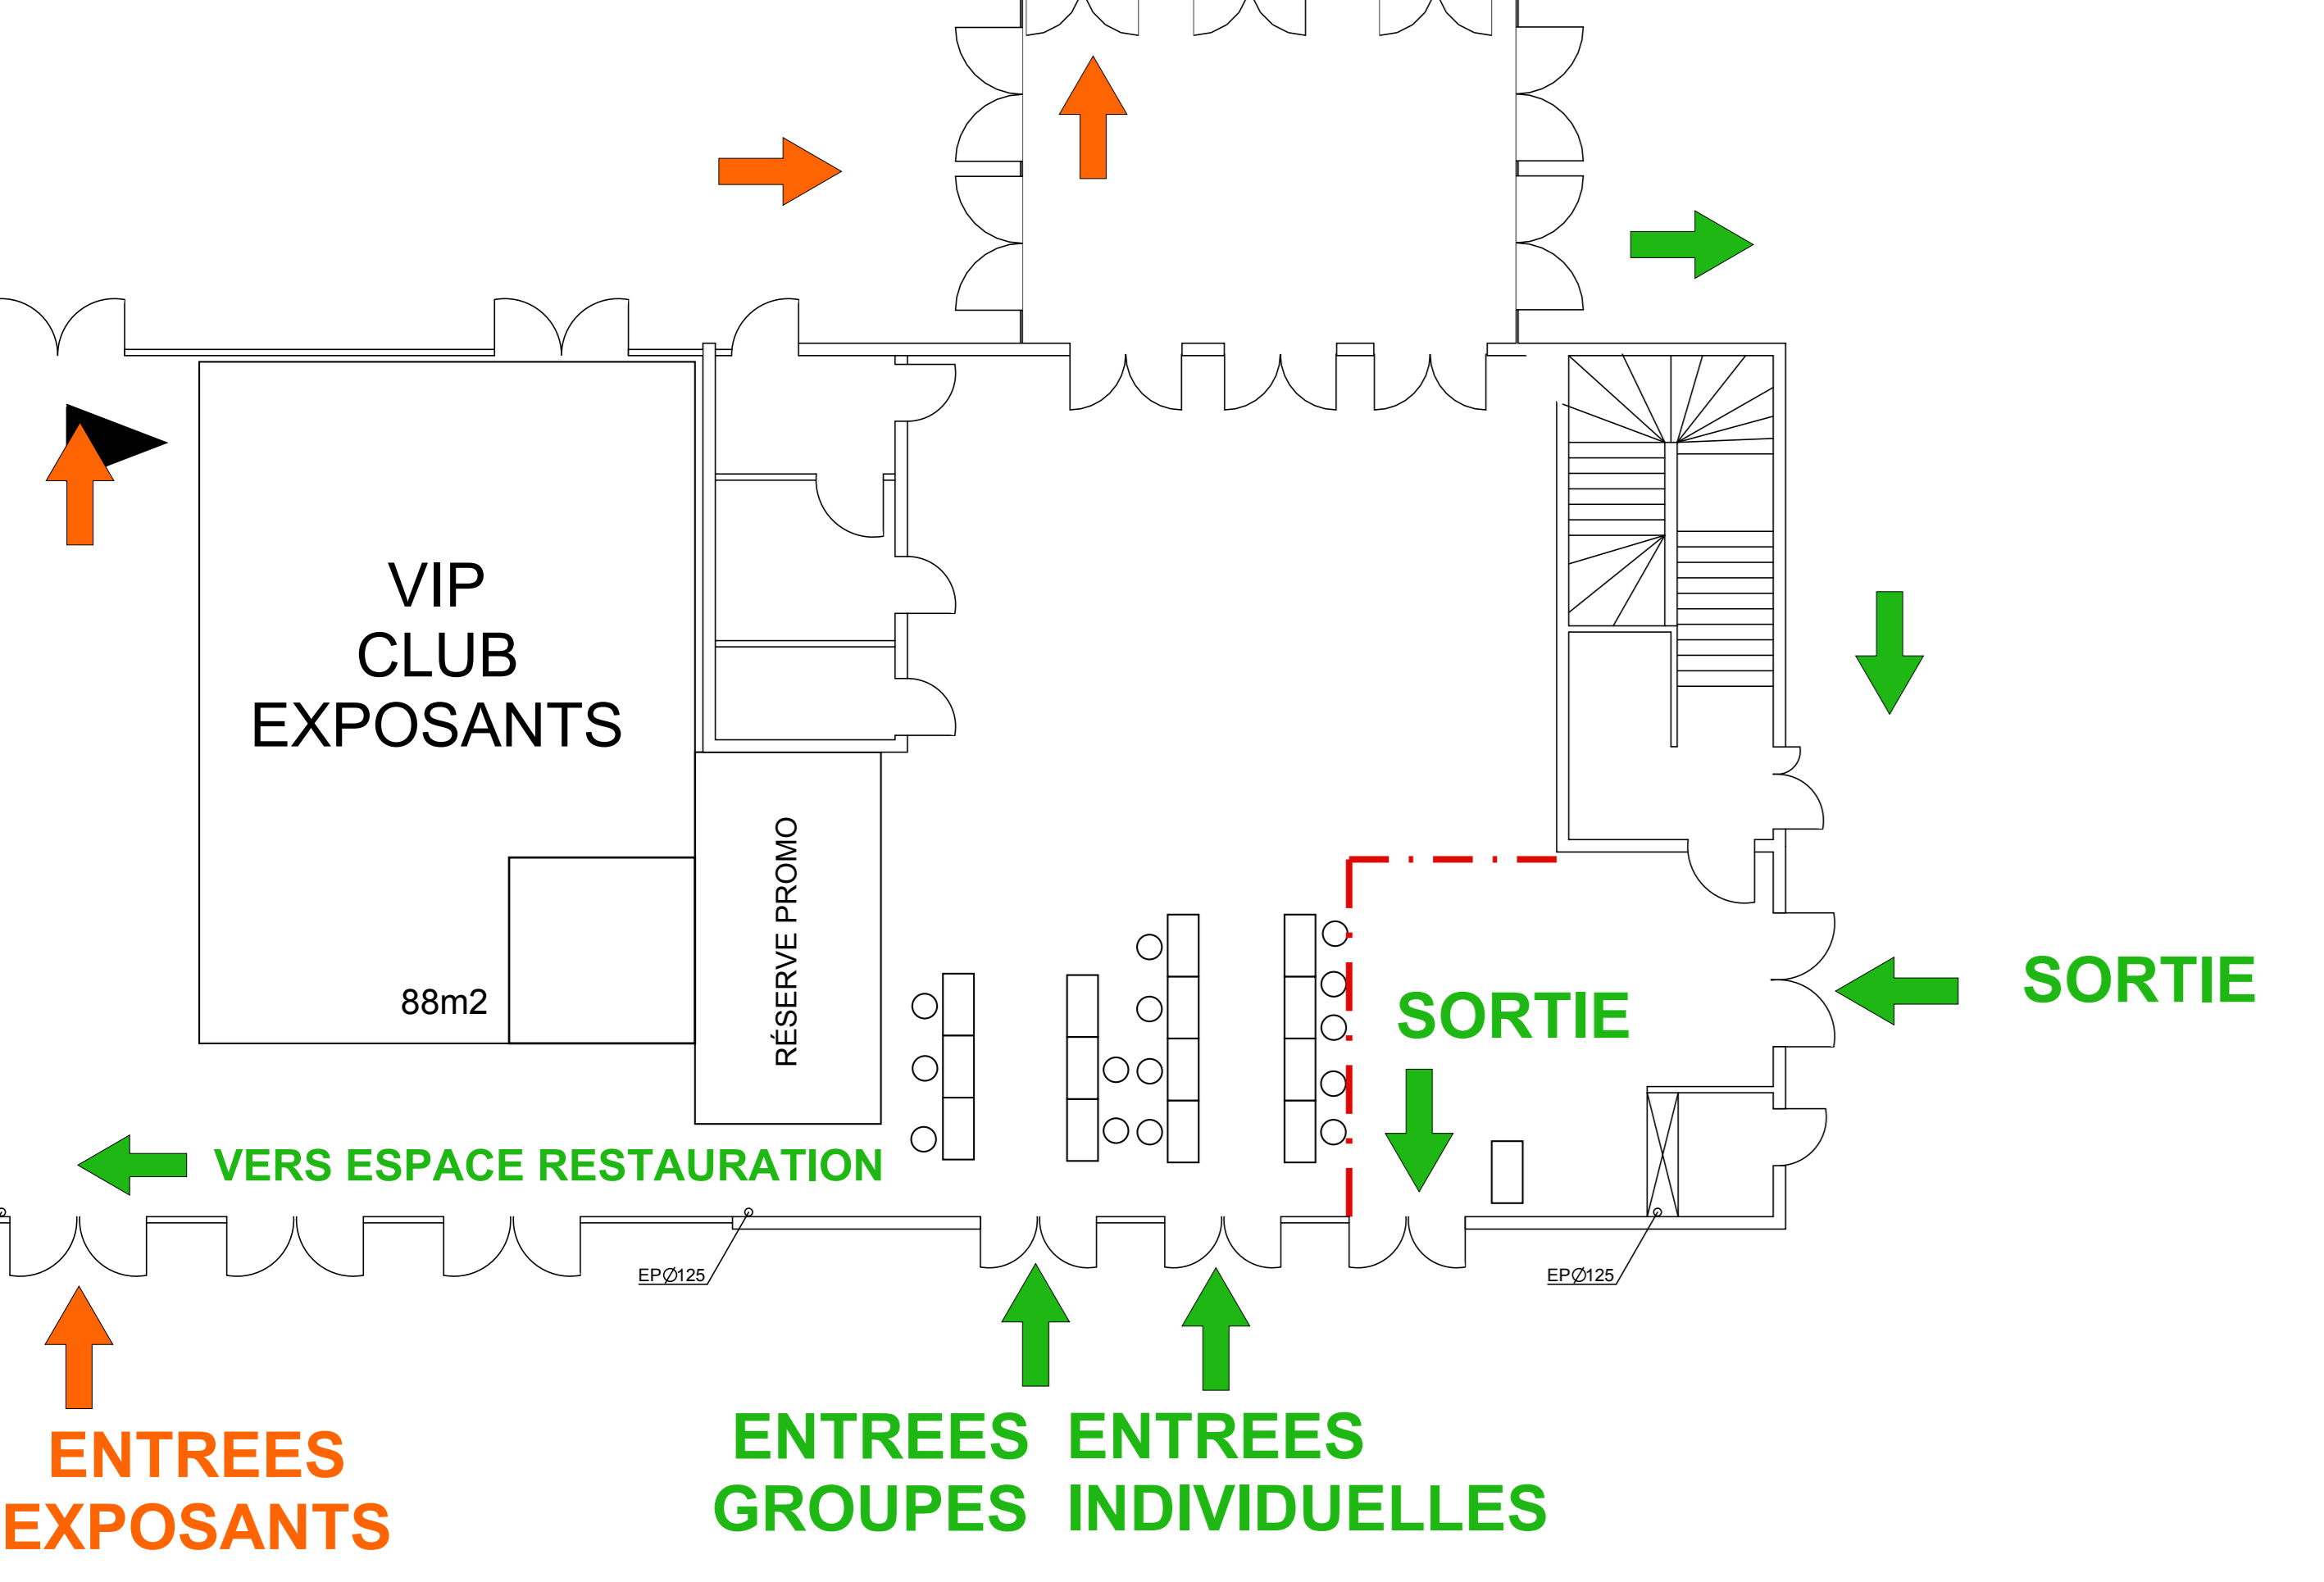 VIP
CLUB
EXPOSANTS
RÉSERVE PROMO
88m2
SORTIE
SORTIE
VERS ESPACE RESTAURATION
EPØ125
EPØ125
ENTREES
EXPOSANTS
ENTREES
GROUPES
ENTREES
INDIVIDUELLES